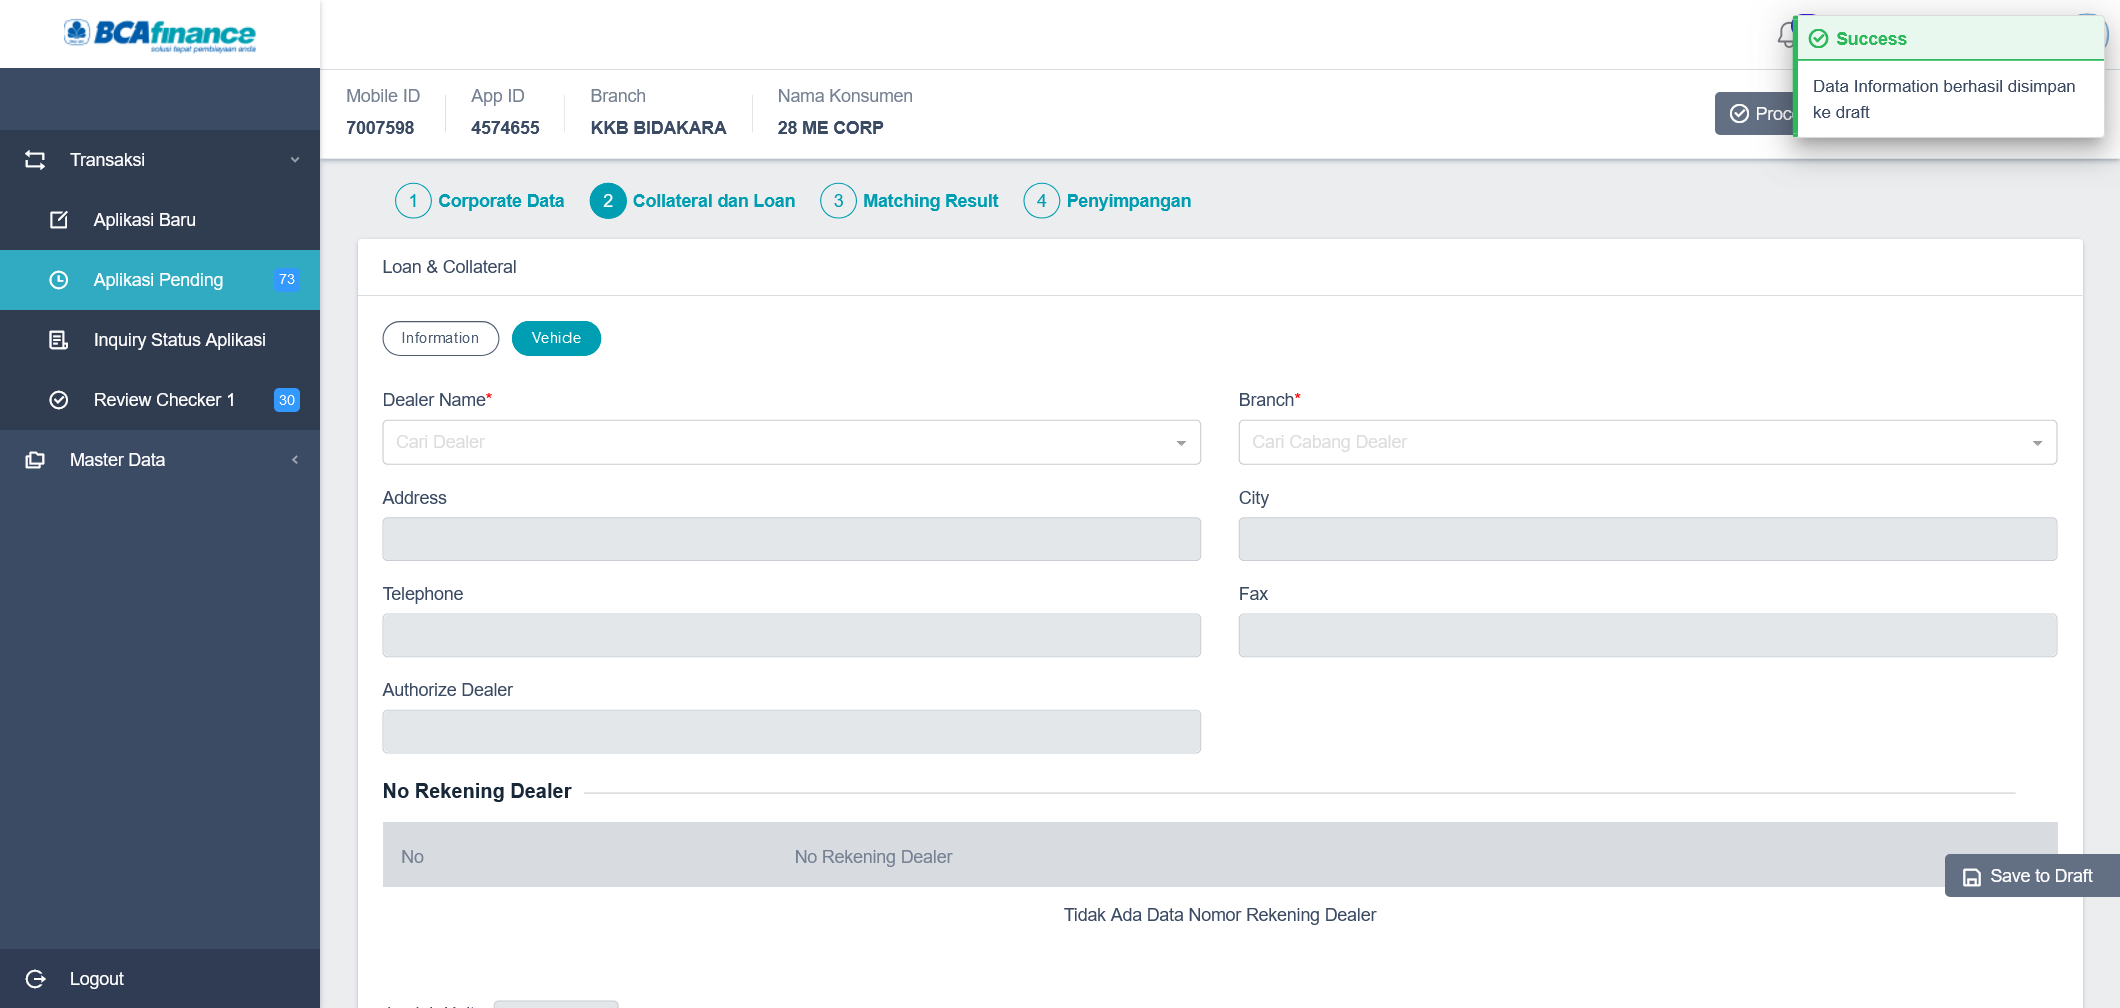 BCAfinance
solusi tepat pembiayaan anda
Success
Data Information berhasil disimpan
ke draft
Mobile ID
7007598
App ID
4574655
Branch
KKB BIDAKARA
Nama Konsumen
28 ME CORP
Transaksi
Aplikasi Baru
Aplikasi Pending 73
Inquiry Status Aplikasi
Review Checker 1 30
Master Data
Logout
1 Corporate Data
2 Collateral dan Loan
3 Matching Result
4 Penyimpangan
Loan & Collateral
Information
Vehicle
Dealer Name*
Cari Dealer
Branch*
Cari Cabang Dealer
Address
City
Telephone
Fax
Authorize Dealer
No Rekening Dealer
No
No Rekening Dealer
Save to Draft
Tidak Ada Data Nomor Rekening Dealer